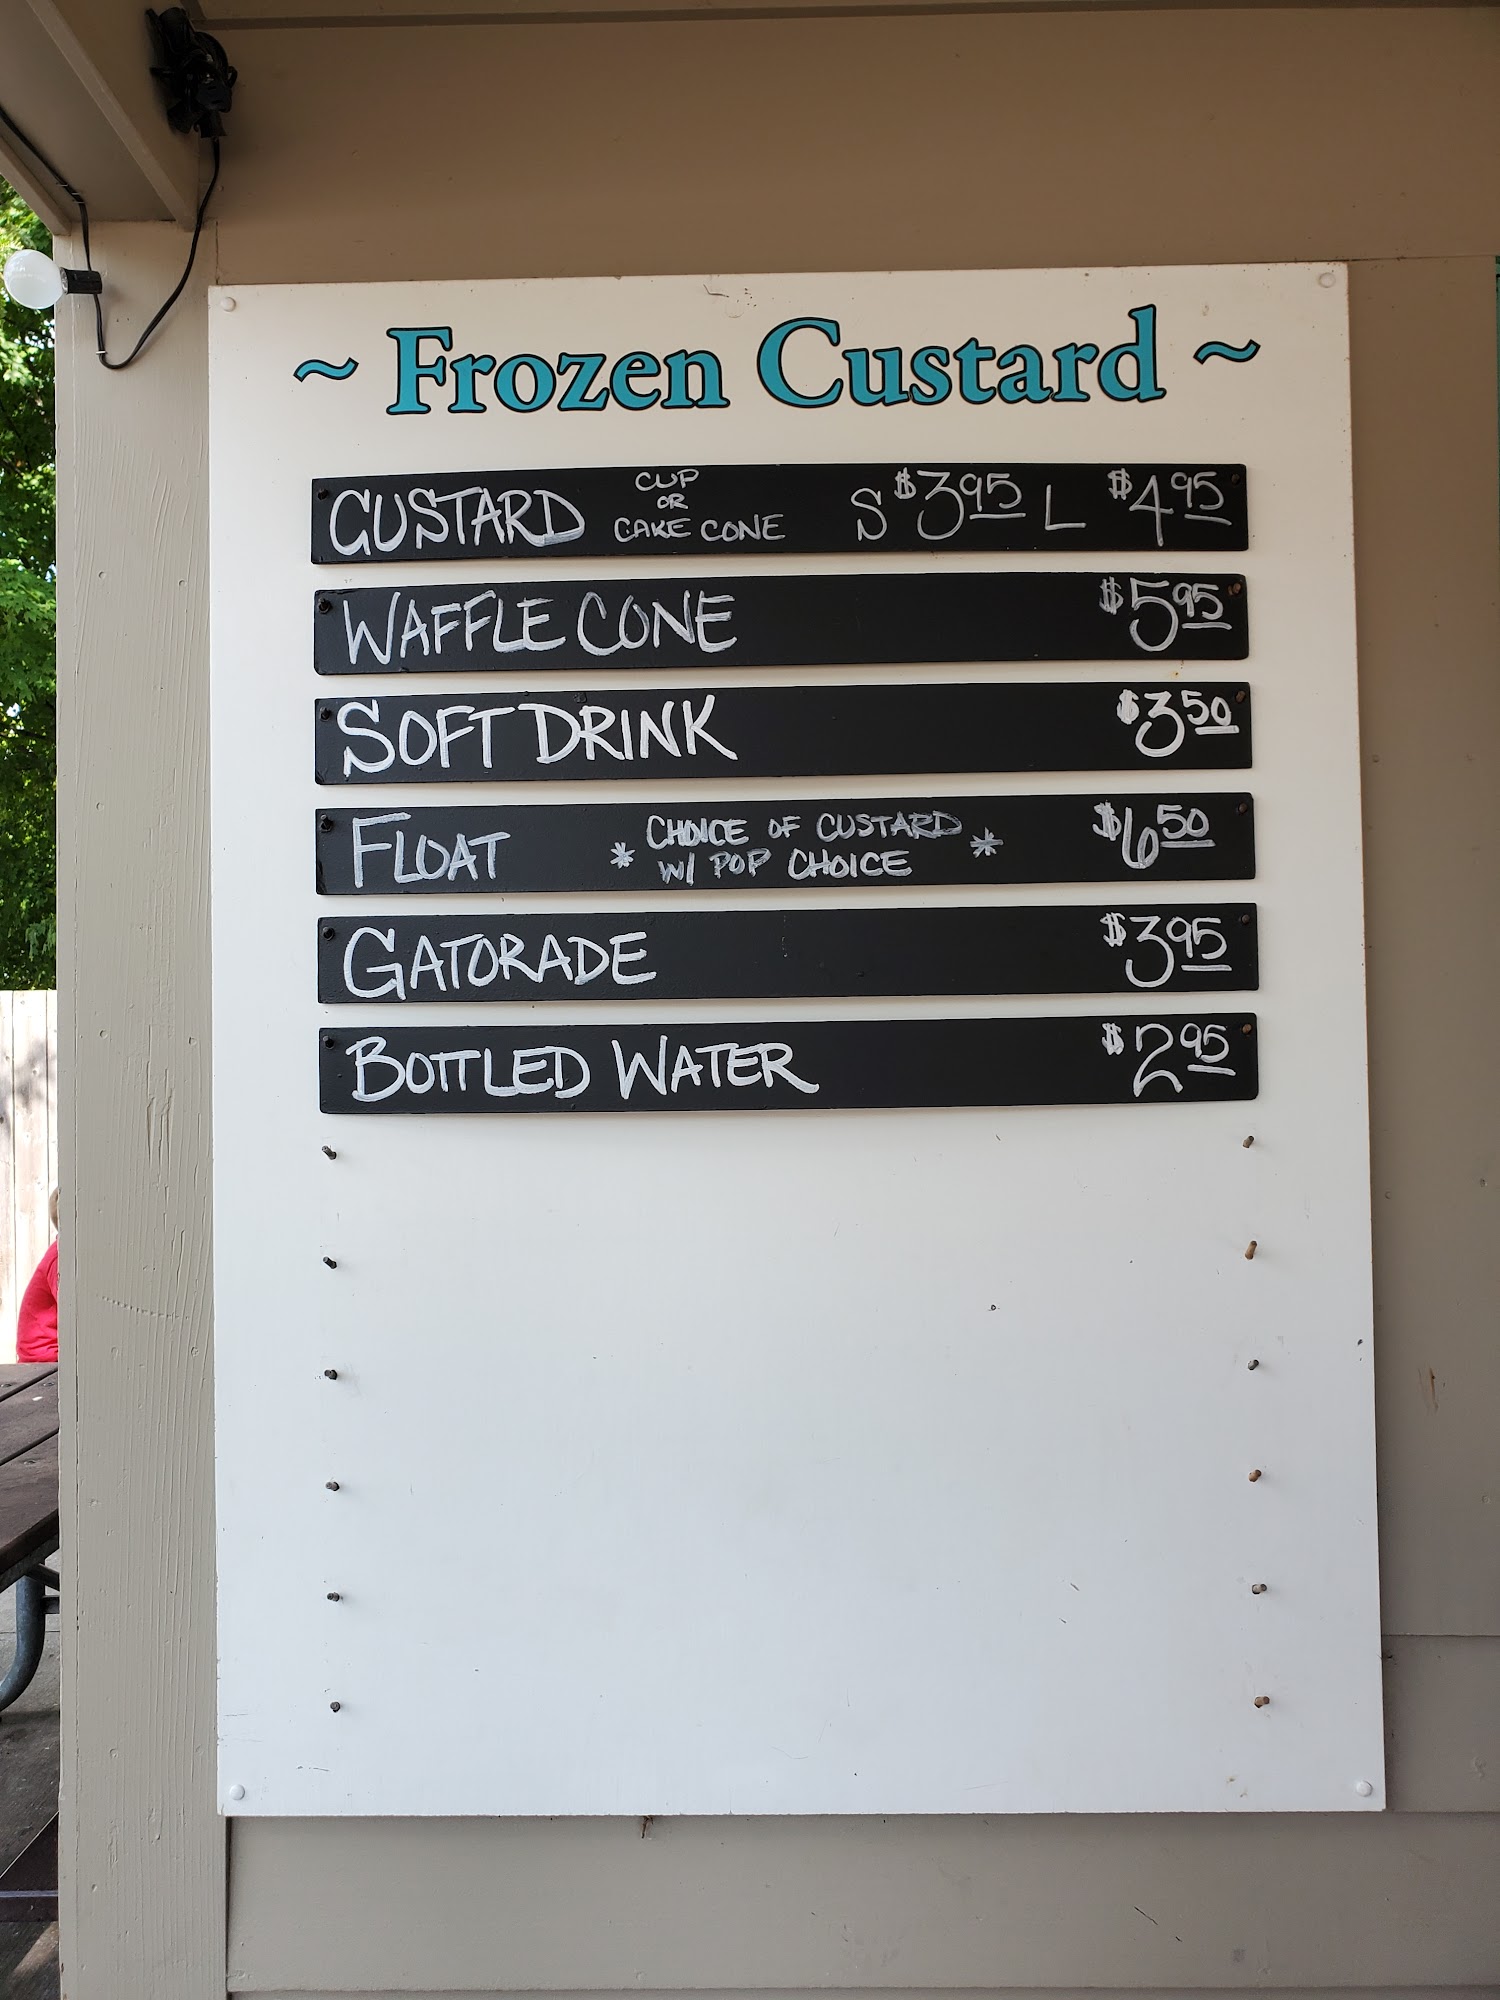 ~ Frozen Custard ~
CUSTARD CUP OR CAKE CONE S $3.95 L $4.95
WAFFLE CONE $5.95
SOFT DRINK $3.50
FLOAT * CHOICE OF CUSTARD W/ POP CHOICE * $6.50
GATORADE $3.95
BOTTLED WATER $2.95